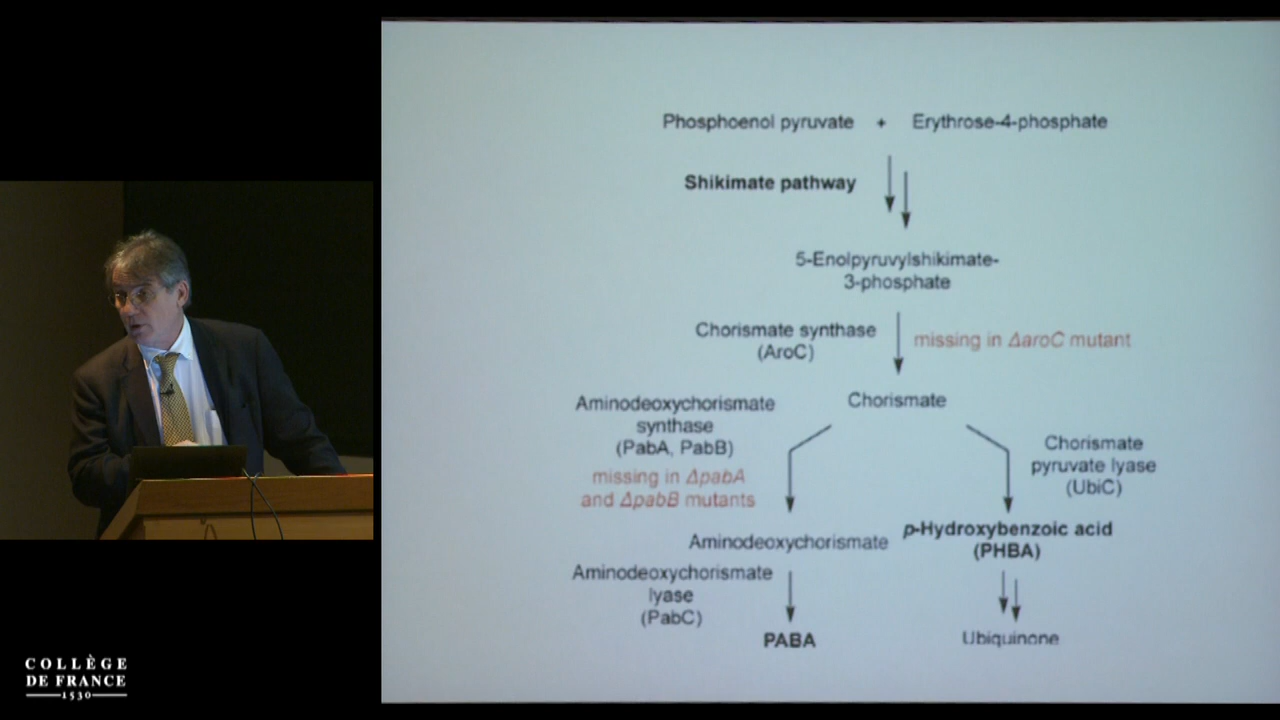 Phosphoenol pyruvate + Erythrose-4-phosphate
Shikimate pathway
5-Enolpyruvylshikimate-
3-phosphate
Chorismate synthase
(AroC)
missing in ΔaroC mutant
Chorismate
Aminodeoxychorismate
synthase
(PabA, PabB)
missing in ΔpabA
and ΔpabB mutants
Chorismate
pyruvate lyase
(UbiC)
Aminodeoxychorismate
p-Hydroxybenzoic acid
(PHBA)
Aminodeoxychorismate
lyase
(PabC)
PABA
Ubiquinone
COLLÈGE
DE FRANCE
1530